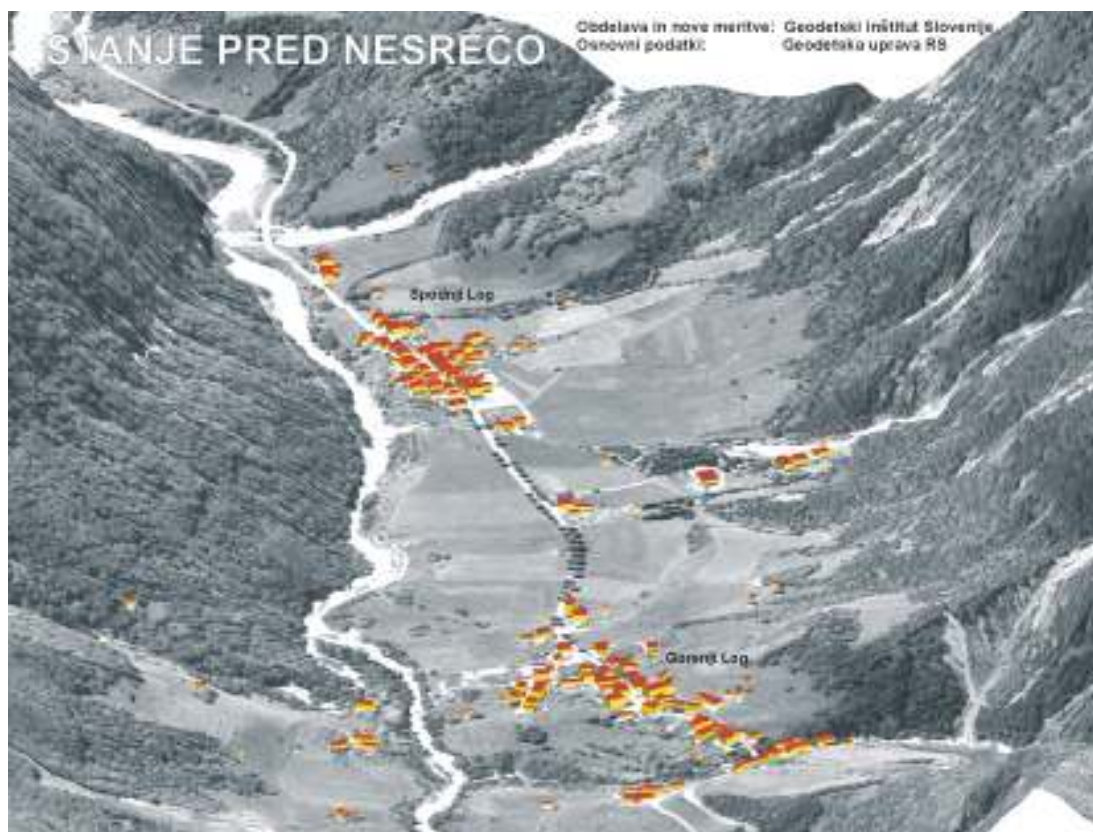 STANJE PRED NESREČO
Obdelava in nove meritve: Geodetski inštitut Slovenije
Osnovni podatki: Geodetska uprava RS
Spodnji Log
Gorenji Log